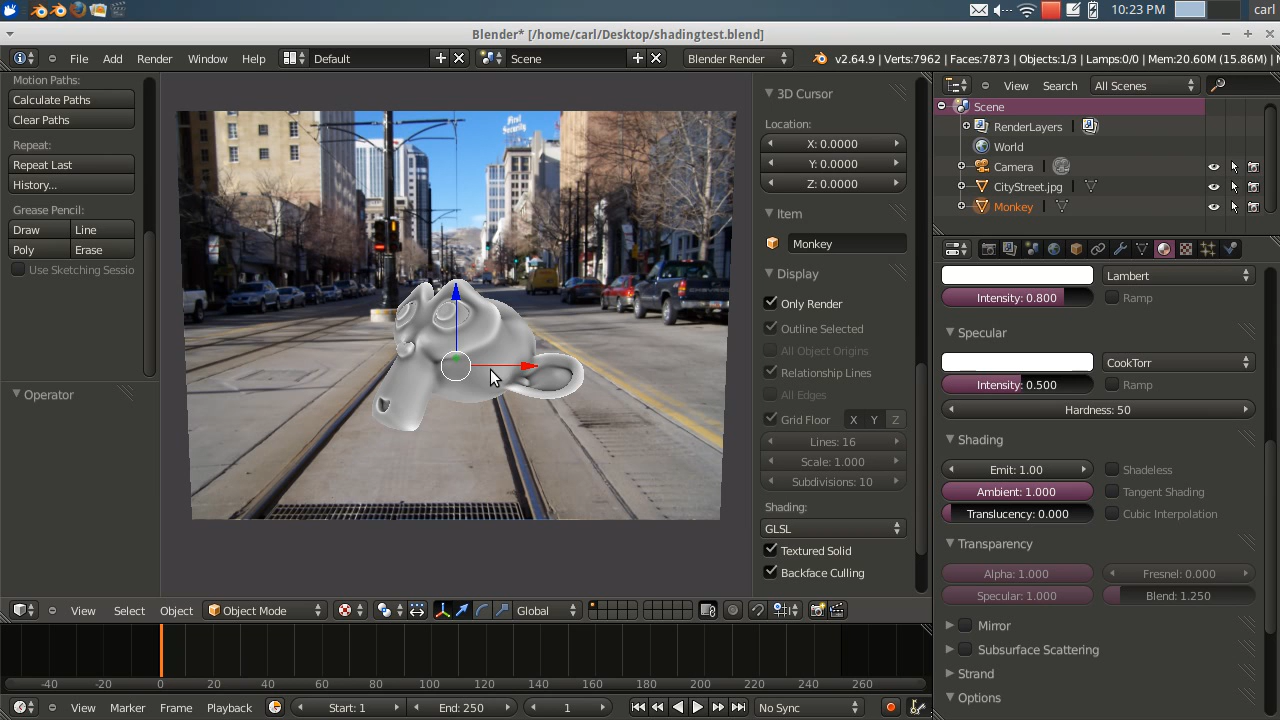 10:23 PM carl
Blender* [/home/carl/Desktop/shadingtest.blend]
File Add Render Window Help Default Scene Blender Render v2.64.9 | Verts:7962 | Faces:7873 | Objects:1/3 | Lamps:0/0 | Mem:20.60M (15.86M) |
Motion Paths:
Calculate Paths
Clear Paths
Repeat:
Repeat Last
History...
Grease Pencil:
Draw Line
Poly Erase
Use Sketching Sessio
Operator
First
Security
3D Cursor
Location:
X: 0.0000
Y: 0.0000
Z: 0.0000
Item
Monkey
Display
Only Render
Outline Selected
All Object Origins
Relationship Lines
All Edges
Grid Floor X Y Z
Lines: 16
Scale: 1.000
Subdivisions: 10
Shading:
GLSL
Textured Solid
Backface Culling
View Search All Scenes
Scene
RenderLayers
World
Camera
CityStreet.jpg
Monkey
Lambert
Intensity: 0.800 Ramp
Specular
CookTorr
Intensity: 0.500 Ramp
Hardness: 50
Shading
Emit: 1.00 Shadeless
Ambient: 1.000 Tangent Shading
Translucency: 0.000 Cubic Interpolation
Transparency
Alpha: 1.000 Fresnel: 0.000
Specular: 1.000 Blend: 1.250
Mirror
Subsurface Scattering
Strand
Options
View Select Object Object Mode Global
-40 -20 0 20 40 60 80 100 120 140 160 180 200 220 240 260
View Marker Frame Playback Start: 1 End: 250 1 No Sync